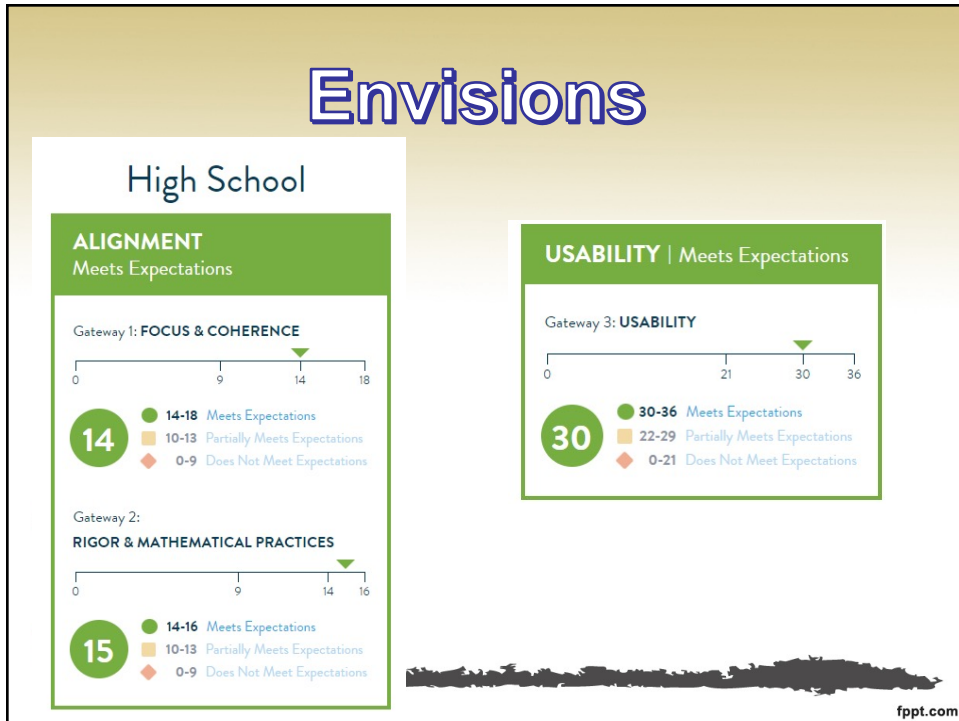 Envisions
High School
ALIGNMENT
Meets Expectations
Gateway 1: FOCUS & COHERENCE
0 9 14 18
14
14-18 Meets Expectations
10-13 Partially Meets Expectations
0-9 Does Not Meet Expectations
Gateway 2:
RIGOR & MATHEMATICAL PRACTICES
0 9 14 16
15
14-16 Meets Expectations
10-13 Partially Meets Expectations
0-9 Does Not Meet Expectations
USABILITY | Meets Expectations
Gateway 3: USABILITY
0 21 30 36
30
30-36 Meets Expectations
22-29 Partially Meets Expectations
0-21 Does Not Meet Expectations
fppt.com